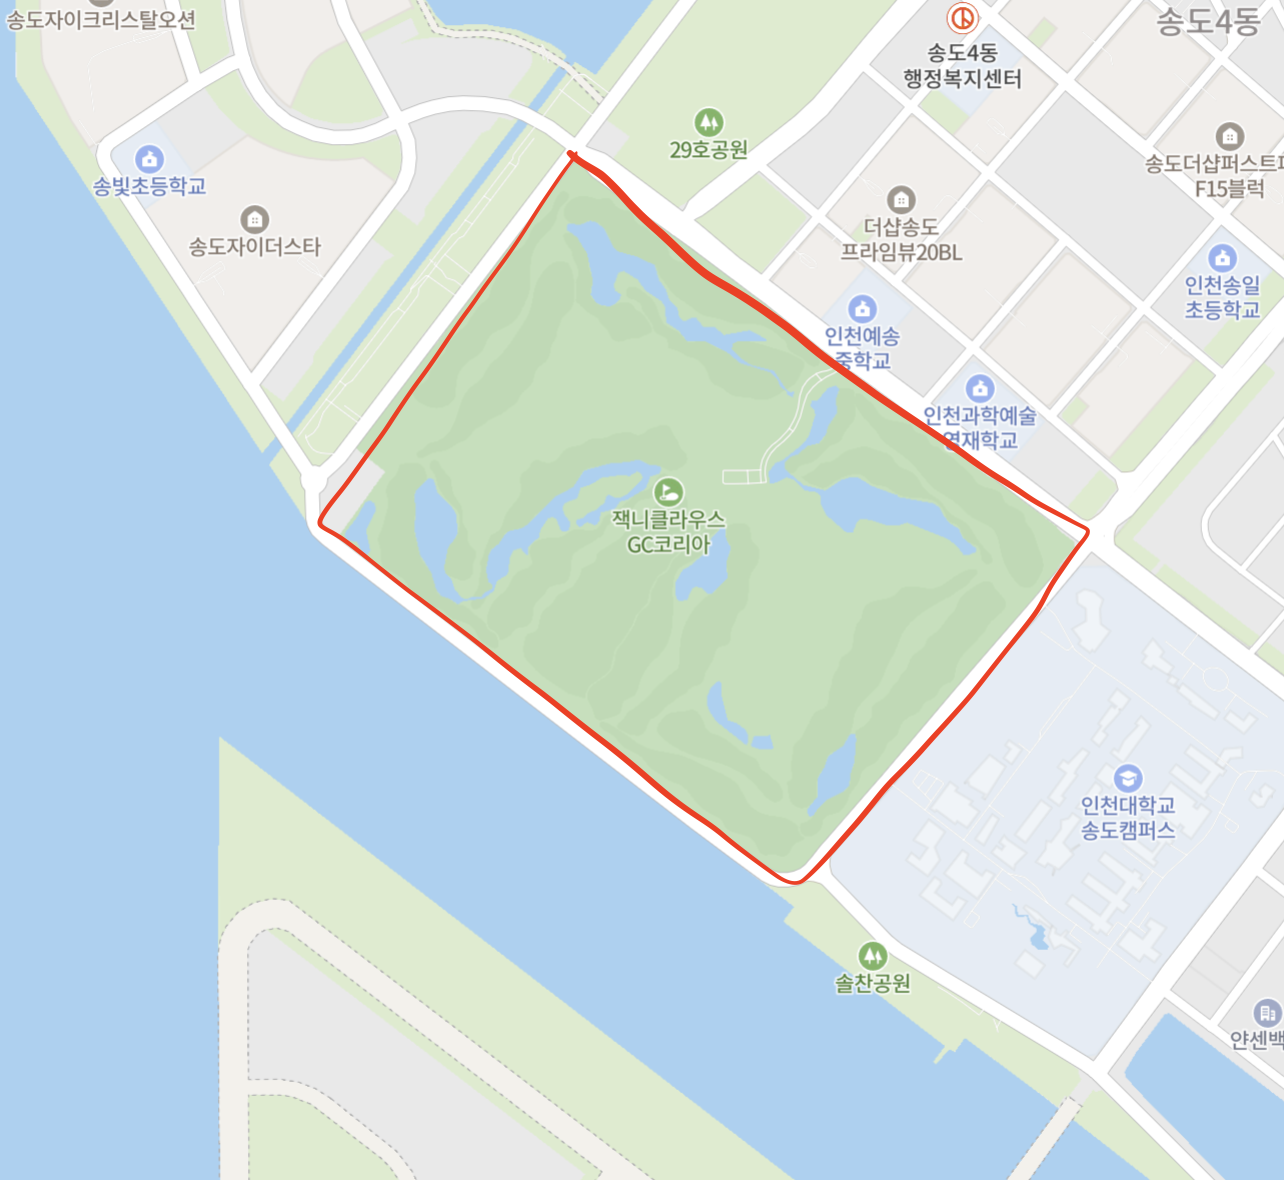 송도자이크리스탈오션
송도4동
송도4동
행정복지센터
29호공원
송도더샵퍼스트파
F15블럭
송빛초등학교
송도자이더스타
더샵송도
프라임뷰20BL
인천송일
초등학교
인천예송
중학교
인천과학예술
영재학교
잭니클라우스
GC코리아
인천대학교
송도캠퍼스
솔찬공원
얀센백